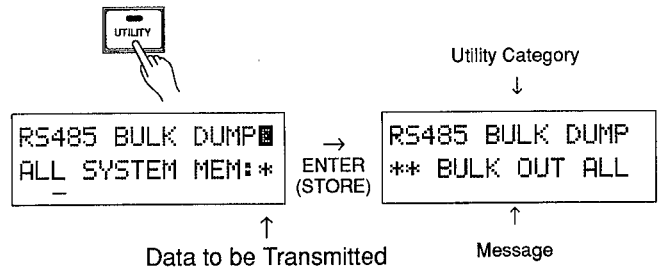 UTILITY
Utility Category
↓
RS485 BULK DUMP
ALL SYSTEM MEM:*
→
ENTER
(STORE)
RS485 BULK DUMP
** BULK OUT ALL
↑
Data to be Transmitted
↑
Message